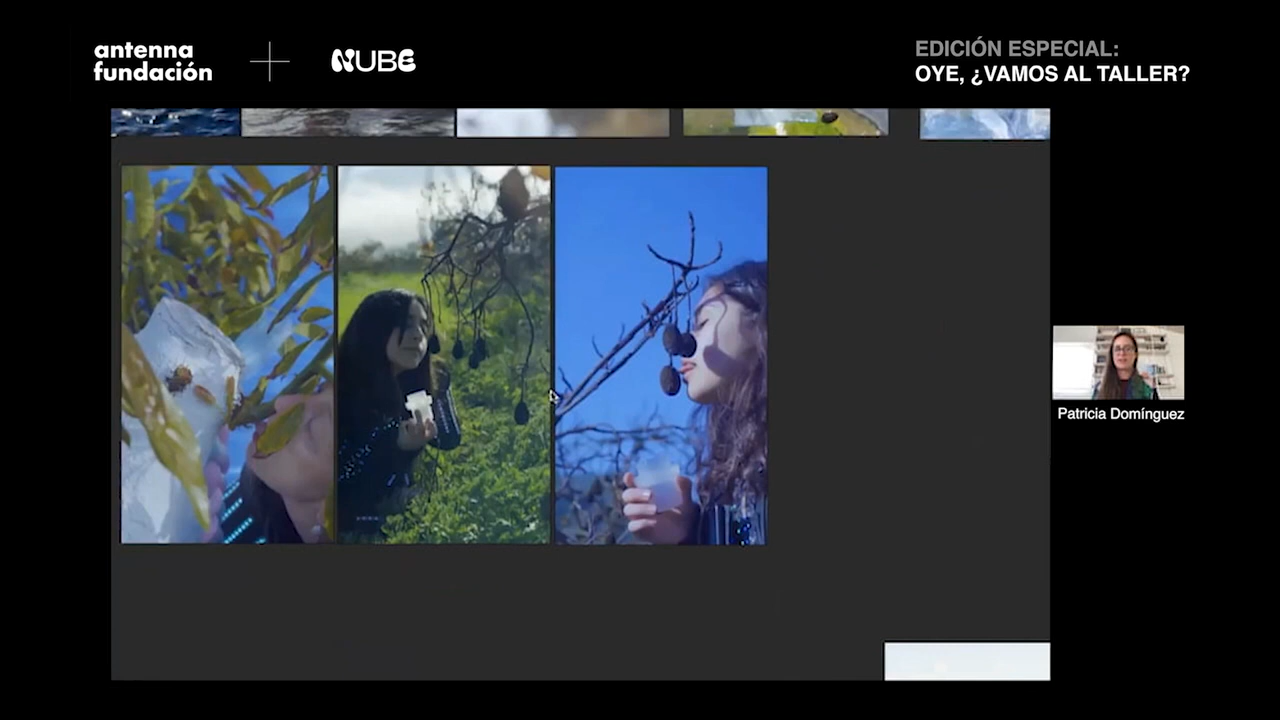 antenna
fundación
NUBE
EDICIÓN ESPECIAL:
OYE, ¿VAMOS AL TALLER?
Patricia Domínguez